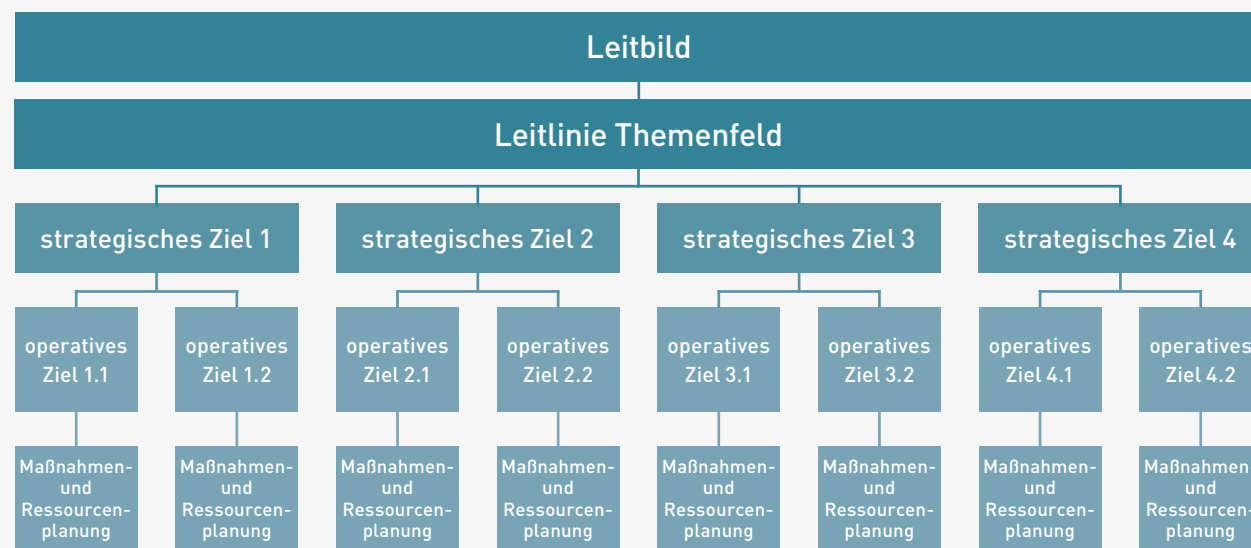 Leitbild
Leitlinie Themenfeld
strategisches Ziel 1
strategisches Ziel 2
strategisches Ziel 3
strategisches Ziel 4
operatives
Ziel 1.1
operatives
Ziel 1.2
operatives
Ziel 2.1
operatives
Ziel 2.2
operatives
Ziel 3.1
operatives
Ziel 3.2
operatives
Ziel 4.1
operatives
Ziel 4.2
Maßnahmen-
und
Ressourcen-
planung
Maßnahmen-
und
Ressourcen-
planung
Maßnahmen-
und
Ressourcen-
planung
Maßnahmen-
und
Ressourcen-
planung
Maßnahmen-
und
Ressourcen-
planung
Maßnahmen-
und
Ressourcen-
planung
Maßnahmen-
und
Ressourcen-
planung
Maßnahmen-
und
Ressourcen-
planung